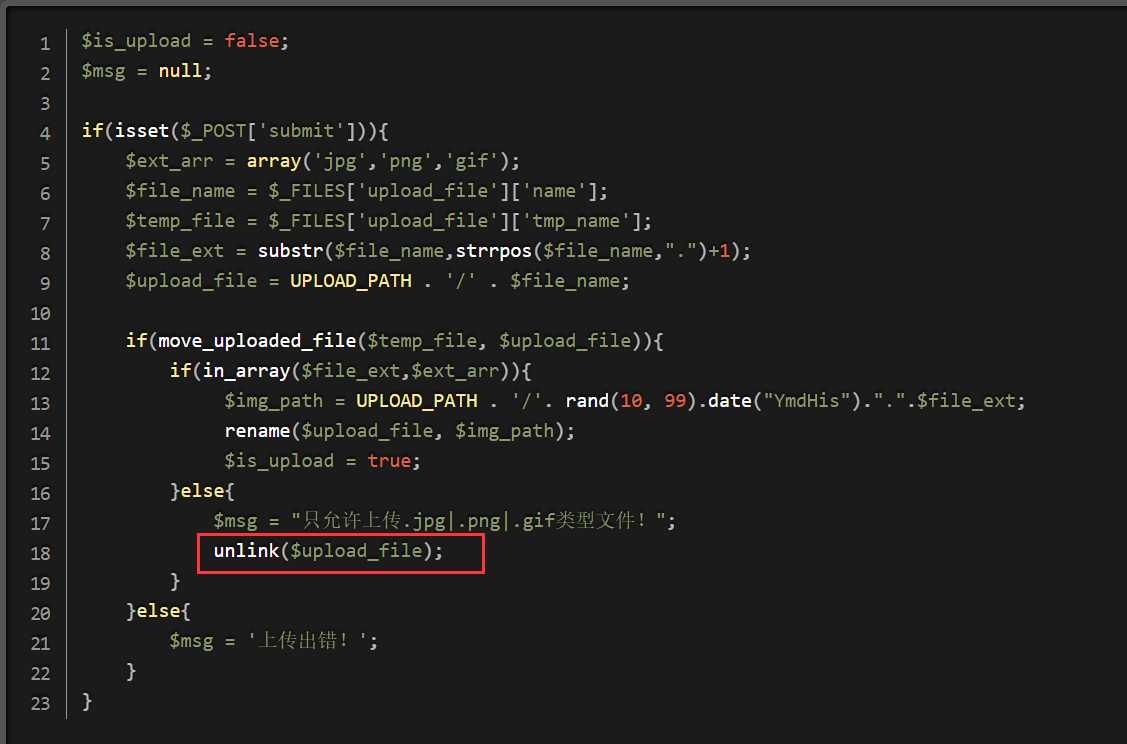 1 $is_upload = false;
2 $msg = null;
3
4 if(isset($_POST['submit'])){
5 $ext_arr = array('jpg','png','gif');
6 $file_name = $_FILES['upload_file']['name'];
7 $temp_file = $_FILES['upload_file']['tmp_name'];
8 $file_ext = substr($file_name,strrpos($file_name,".")+1);
9 $upload_file = UPLOAD_PATH . '/' . $file_name;
10
11 if(move_uploaded_file($temp_file, $upload_file)){
12 if(in_array($file_ext,$ext_arr)){
13 $img_path = UPLOAD_PATH . '/'. rand(10, 99).date("YmdHis").".".$file_ext;
14 rename($upload_file, $img_path);
15 $is_upload = true;
16 }else{
17 $msg = "只允许上传.jpg|.png|.gif类型文件！";
18 unlink($upload_file);
19 }
20 }else{
21 $msg = '上传出错！';
22 }
23 }